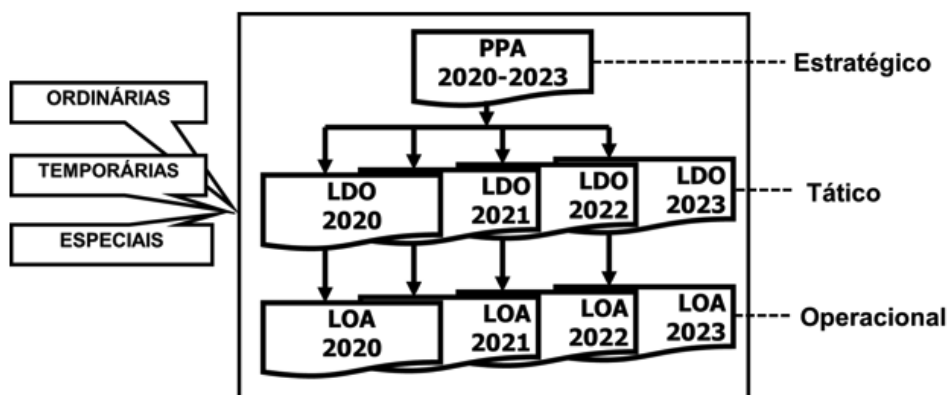 PPA
2020-2023
Estratégico
ORDINÁRIAS
TEMPORÁRIAS
ESPECIAIS
LDO
2020
LDO
2021
LDO
2022
LDO
2023
Tático
LOA
2020
LOA
2021
LOA
2022
LOA
2023
Operacional